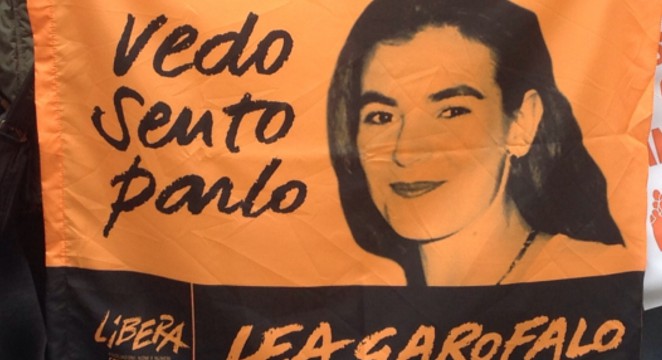 Vedo
Sento
parlo
LiBERA
LEA GAROFALO